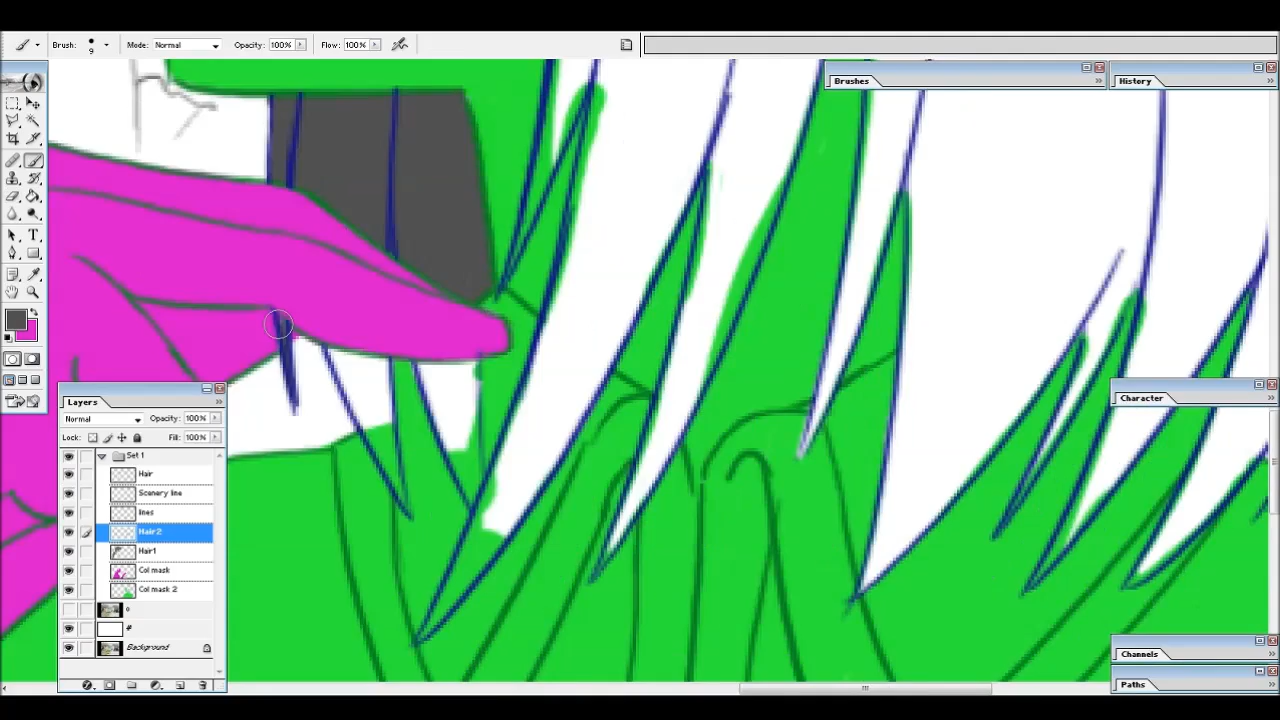 Brush: 9 Mode: Normal Opacity: 100% Flow: 100%
Brushes
History
Layers
Normal Opacity: 100%
Lock: Fill: 100%
Set 1
Hair
Scenery line
lines
Hair2
Hair1
Col mask
Col mask 2
o
#
Background
Character
Channels
Paths